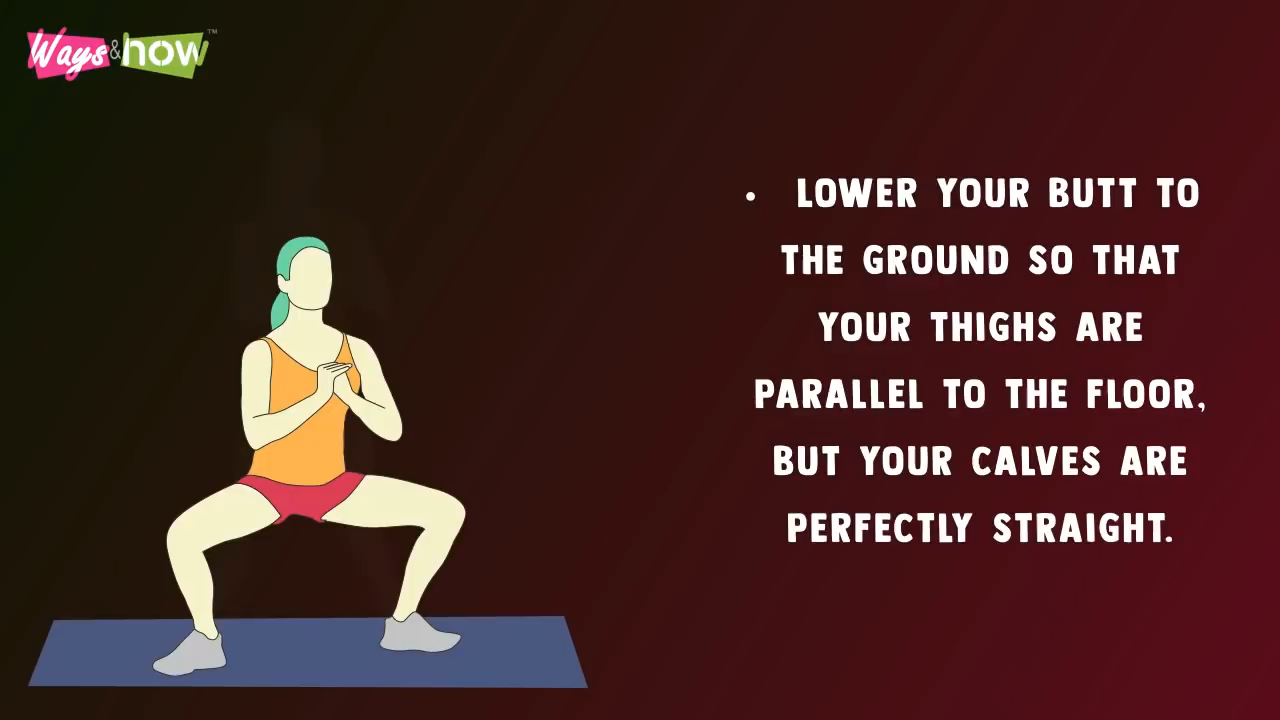 Ways & how ™
• LOWER YOUR BUTT TO
THE GROUND SO THAT
YOUR THIGHS ARE
PARALLEL TO THE FLOOR,
BUT YOUR CALVES ARE
PERFECTLY STRAIGHT.